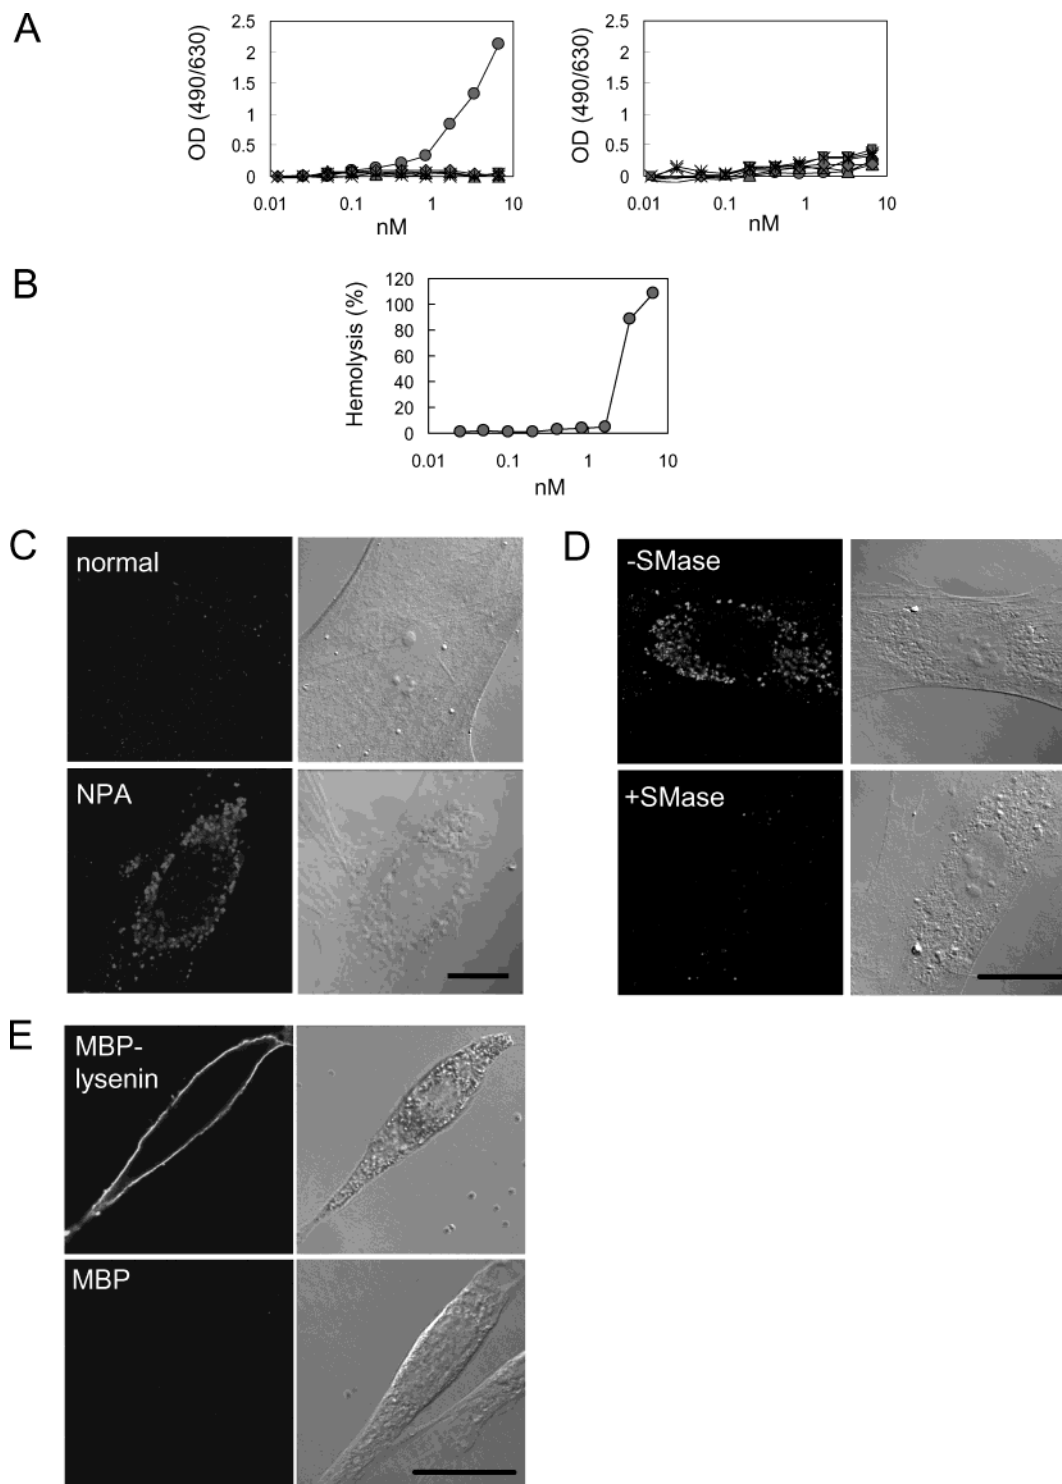 A
OD (490/630)
2.5
2
1.5
1
0.5
0
0.01
0.1
1
10
nM
OD (490/630)
2.5
2
1.5
1
0.5
0
0.01
0.1
1
10
nM
B
Hemolysis (%)
120
100
80
60
40
20
0
0.01
0.1
1
10
nM
C
normal
NPA
D
-SMase
+SMase
E
MBP-
lysenin
MBP